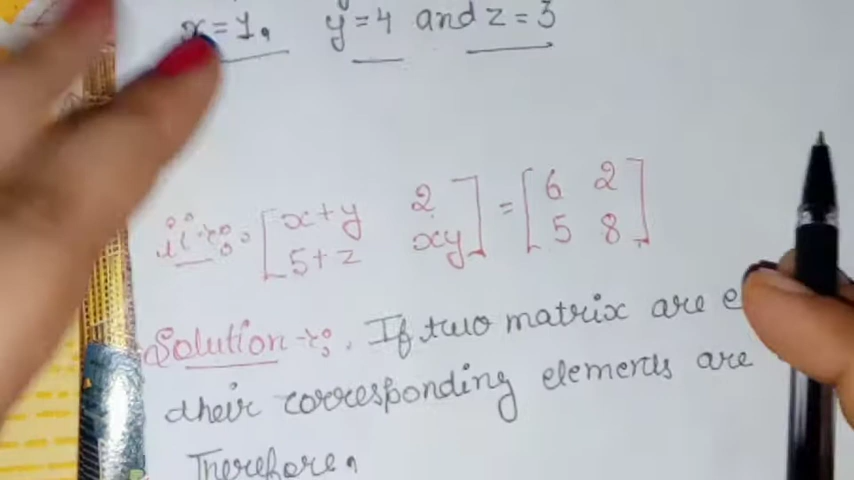 x=1, y=4 and z=3
ii :- [x+y 2] = [6 2]
[5+z xy] [5 8]
Solution :- If two matrix are
their corresponding elements are
Therefore,